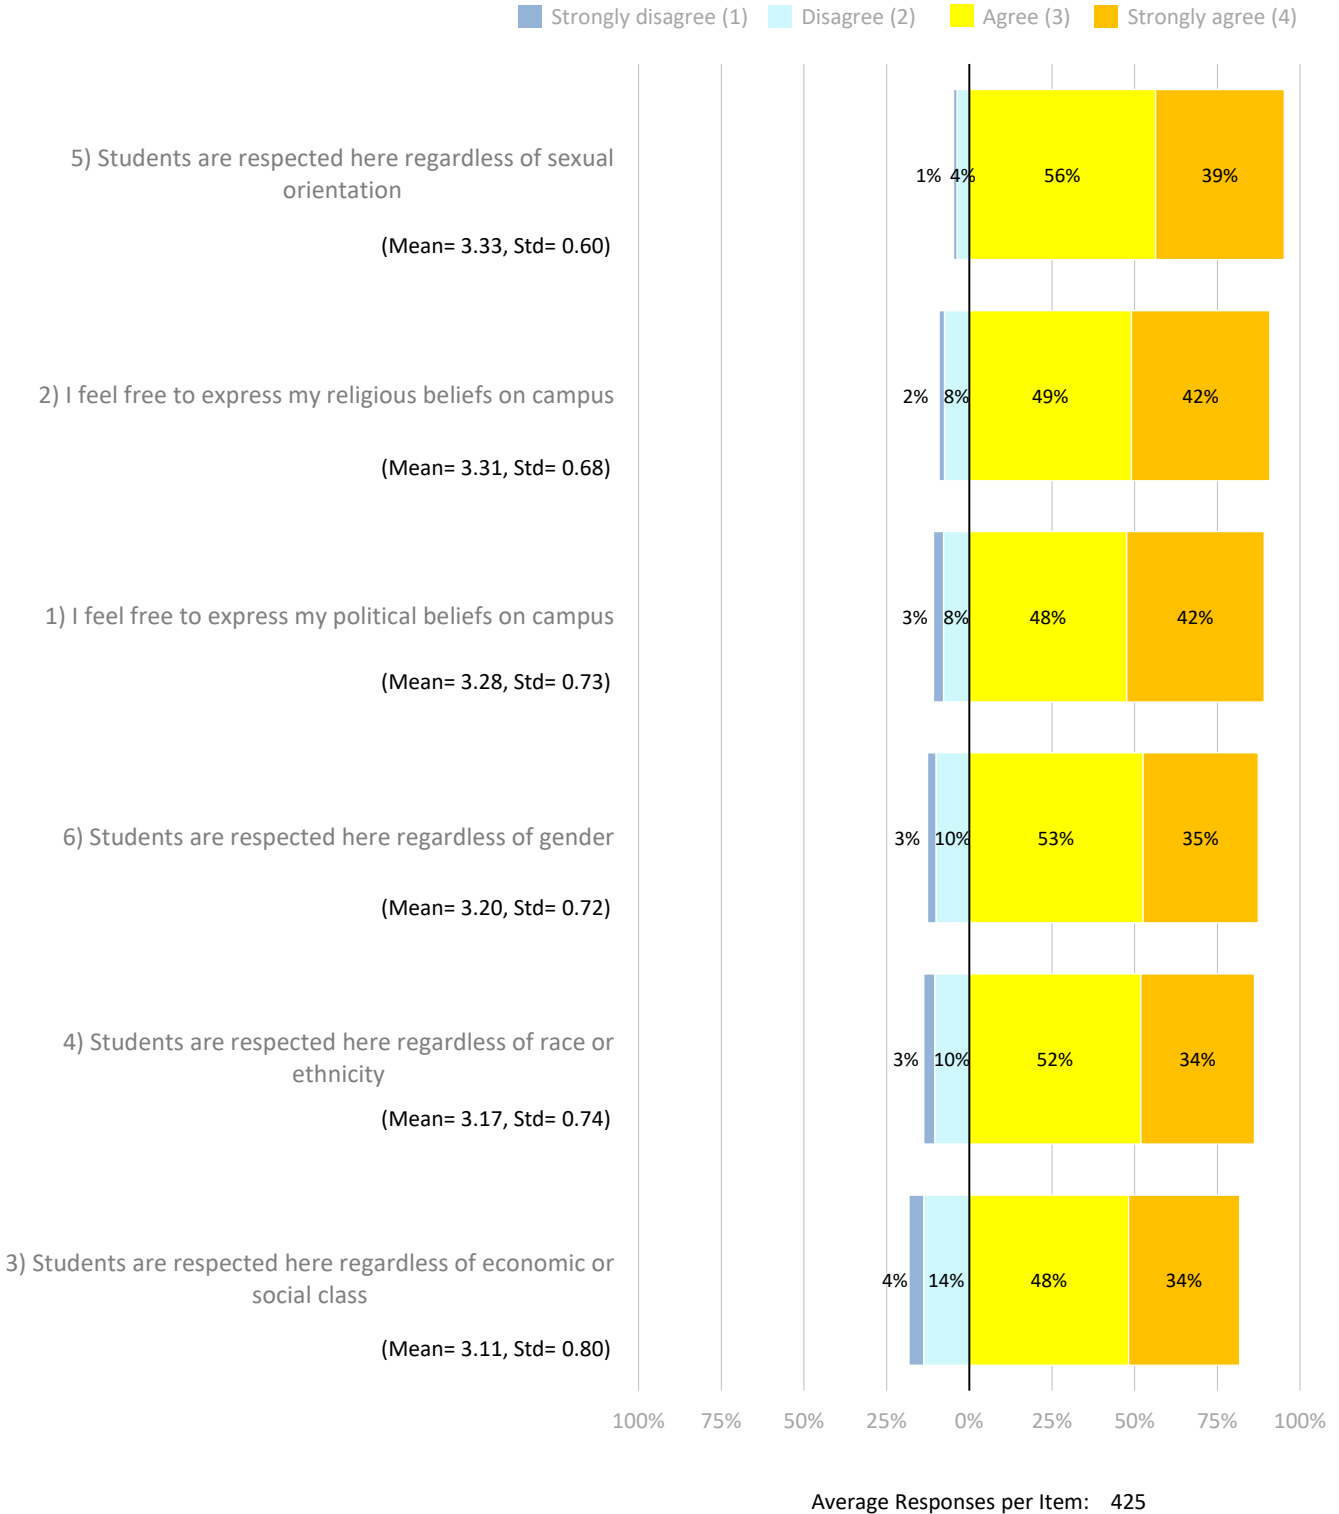 Strongly disagree (1) Disagree (2) Agree (3) Strongly agree (4)
5) Students are respected here regardless of sexual
orientation
(Mean= 3.33, Std= 0.60)
1% 4% 56% 39%
2) I feel free to express my religious beliefs on campus
(Mean= 3.31, Std= 0.68)
2% 8% 49% 42%
1) I feel free to express my political beliefs on campus
(Mean= 3.28, Std= 0.73)
3% 8% 48% 42%
6) Students are respected here regardless of gender
(Mean= 3.20, Std= 0.72)
3% 10% 53% 35%
4) Students are respected here regardless of race or
ethnicity
(Mean= 3.17, Std= 0.74)
3% 10% 52% 34%
3) Students are respected here regardless of economic or
social class
(Mean= 3.11, Std= 0.80)
4% 14% 48% 34%
100% 75% 50% 25% 0% 25% 50% 75% 100%
Average Responses per Item: 425